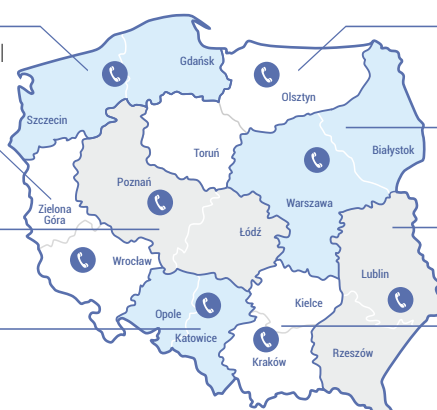 l
Gdańsk
Olsztyn
Szczecin
Toruń
Białystok
Poznań
Warszawa
Zielona
Góra
Łódź
Wrocław
Lublin
Kielce
Opole
Katowice
Kraków
Rzeszów